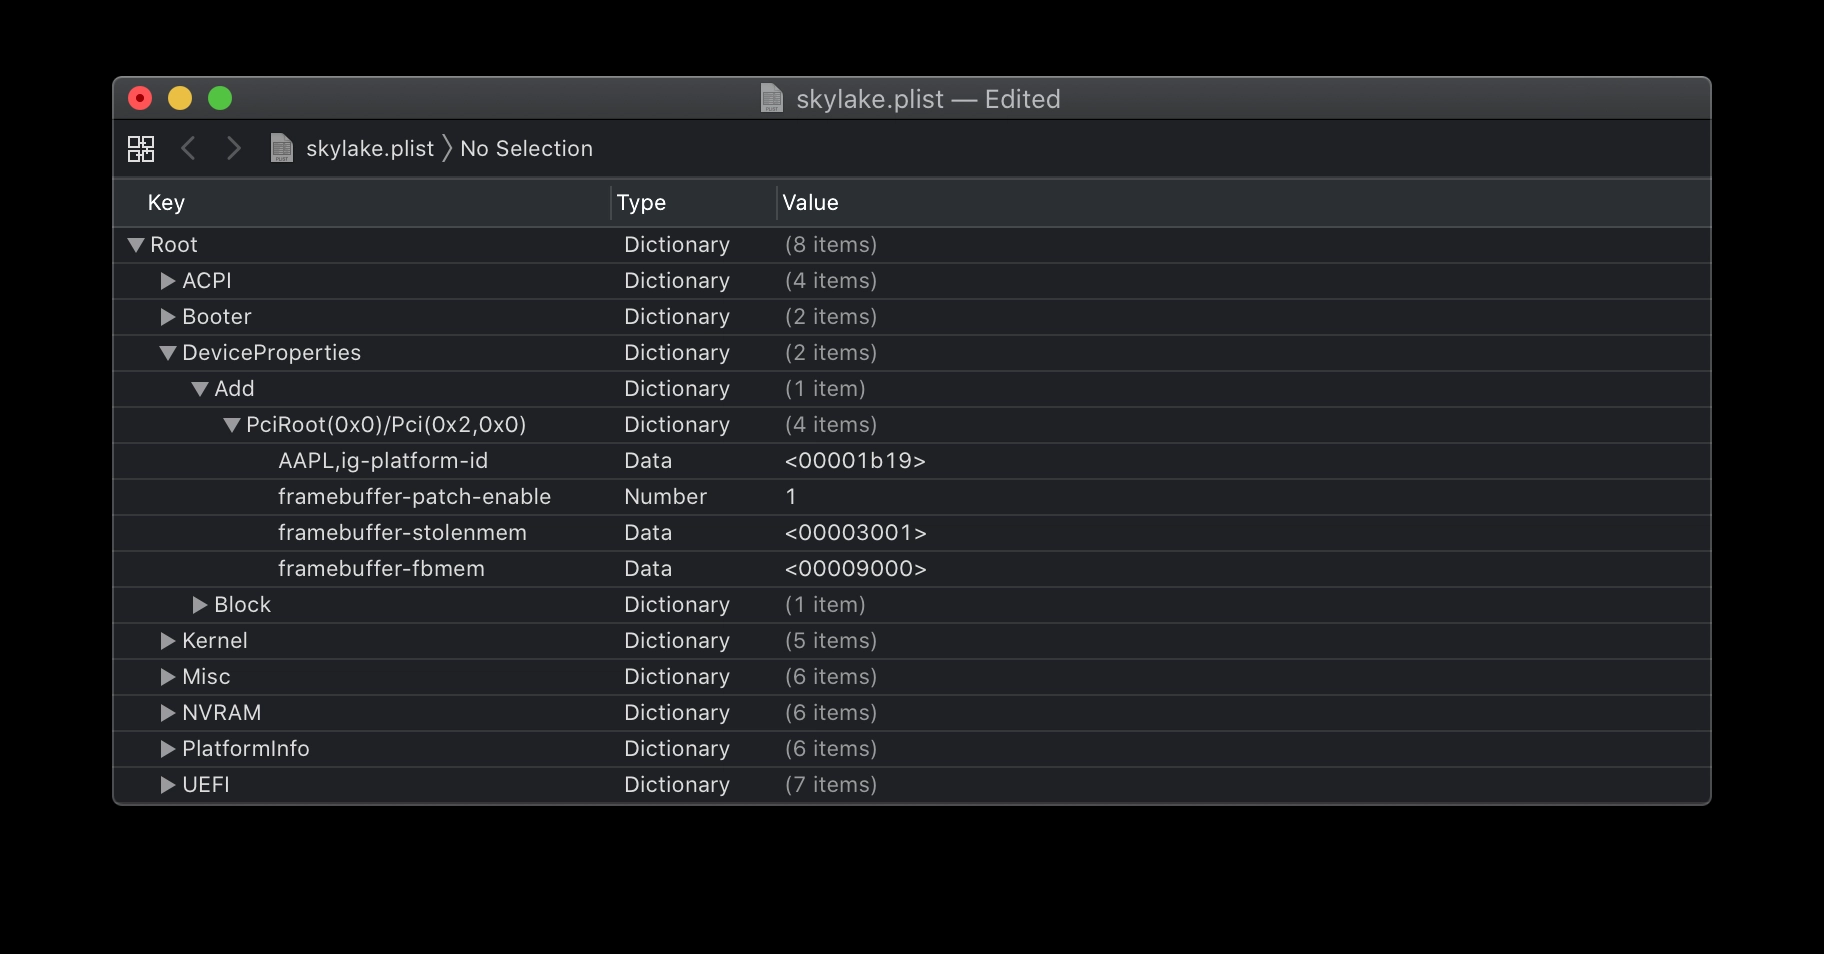 skylake.plist — Edited
skylake.plist 〉 No Selection
Key Type Value
Root Dictionary (8 items)
ACPI Dictionary (4 items)
Booter Dictionary (2 items)
DeviceProperties Dictionary (2 items)
Add Dictionary (1 item)
PciRoot(0x0)/Pci(0x2,0x0) Dictionary (4 items)
AAPL,ig-platform-id Data <00001b19>
framebuffer-patch-enable Number 1
framebuffer-stolenmem Data <00003001>
framebuffer-fbmem Data <00009000>
Block Dictionary (1 item)
Kernel Dictionary (5 items)
Misc Dictionary (6 items)
NVRAM Dictionary (6 items)
PlatformInfo Dictionary (6 items)
UEFI Dictionary (7 items)